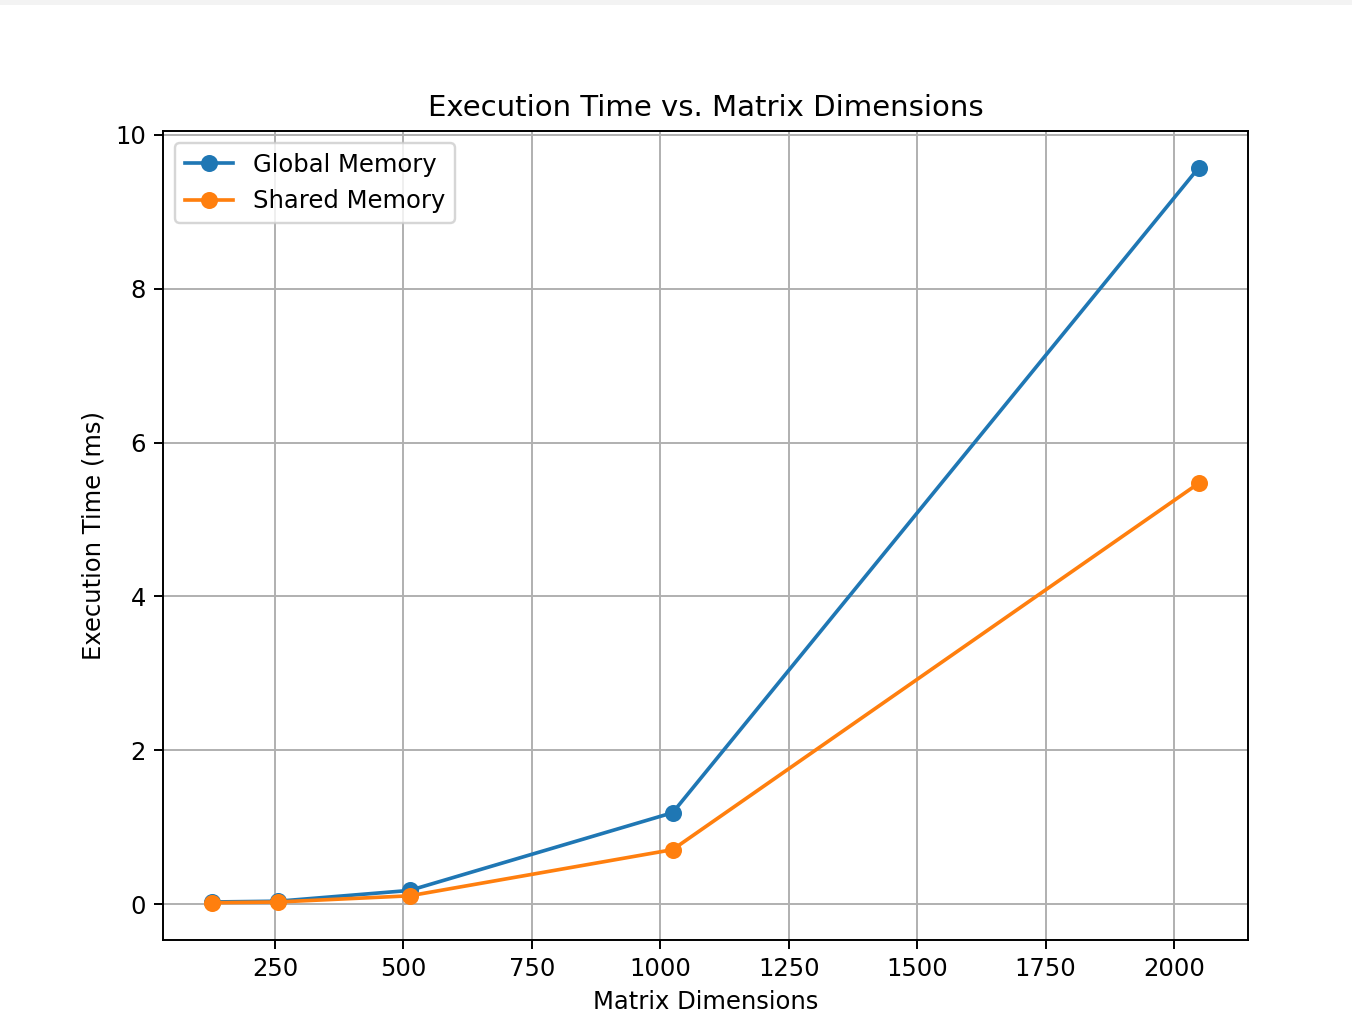 Execution Time vs. Matrix Dimensions
10
8
6
4
2
0
Execution Time (ms)
Global Memory
Shared Memory
250 500 750 1000 1250 1500 1750 2000
Matrix Dimensions